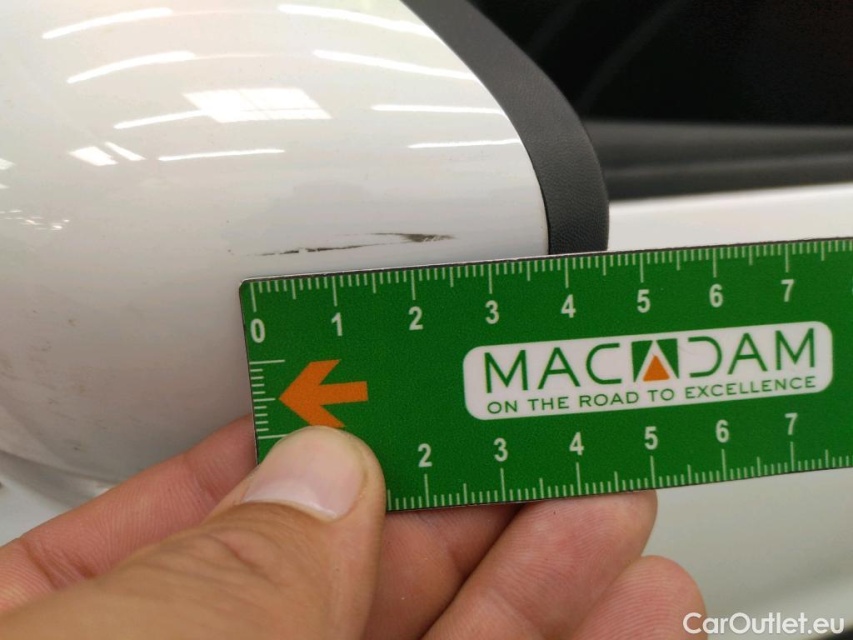 0 1 2 3 4 5 6 7
MACADAM
ON THE ROAD TO EXCELLENCE
2 3 4 5 6 7
CarOutlet.eu